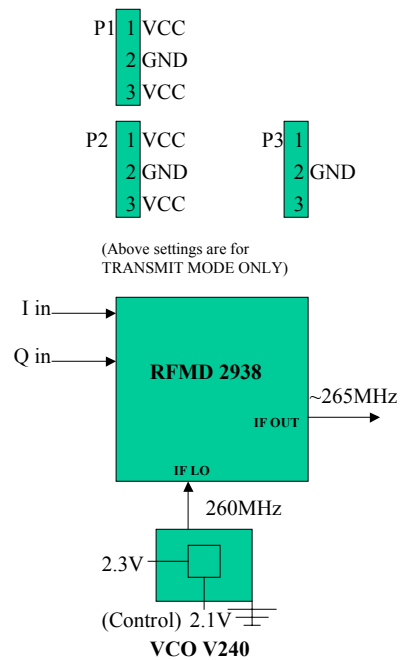 P1 1 VCC
2 GND
3 VCC
P2 1 VCC
2 GND
3 VCC
P3 1
2 GND
3
(Above settings are for
TRANSMIT MODE ONLY)
I in
Q in
RFMD 2938
~265MHz
IF OUT
IF LO
260MHz
2.3V
(Control) 2.1V
VCO V240